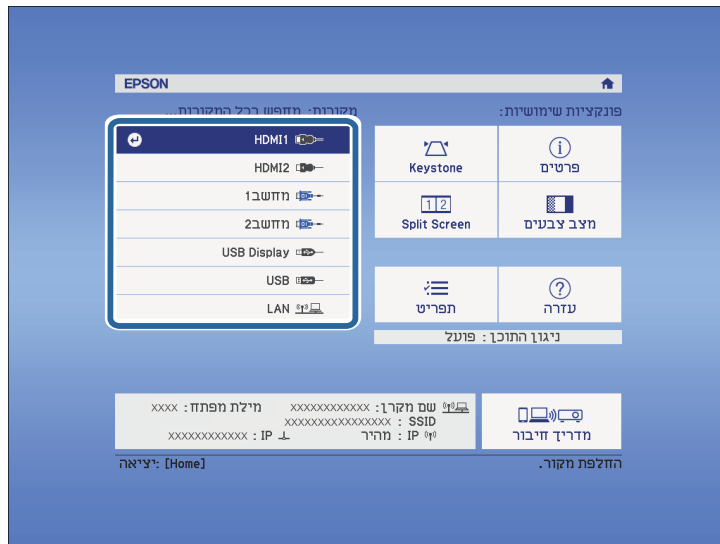 EPSON
פונקציות שימושיות:
פרטים
Keystone
מצב צבעים
1 2
Split Screen
עזרה
תפריט
ניגון התוכן : פועל
מקורות: מחפש בכל המקורות...
HDMI1
HDMI2
מחשב1
מחשב2
USB Display
USB
LAN
מדריך חיבור
שם מקרן: xxxxxxxxxxxx מילת מפתח: xxxx
SSID : xxxxxxxxxxxxxxxx
IP : מהיר IP : xxxxxxxxxxxx
החלפת מקור.
[Home] :יציאה